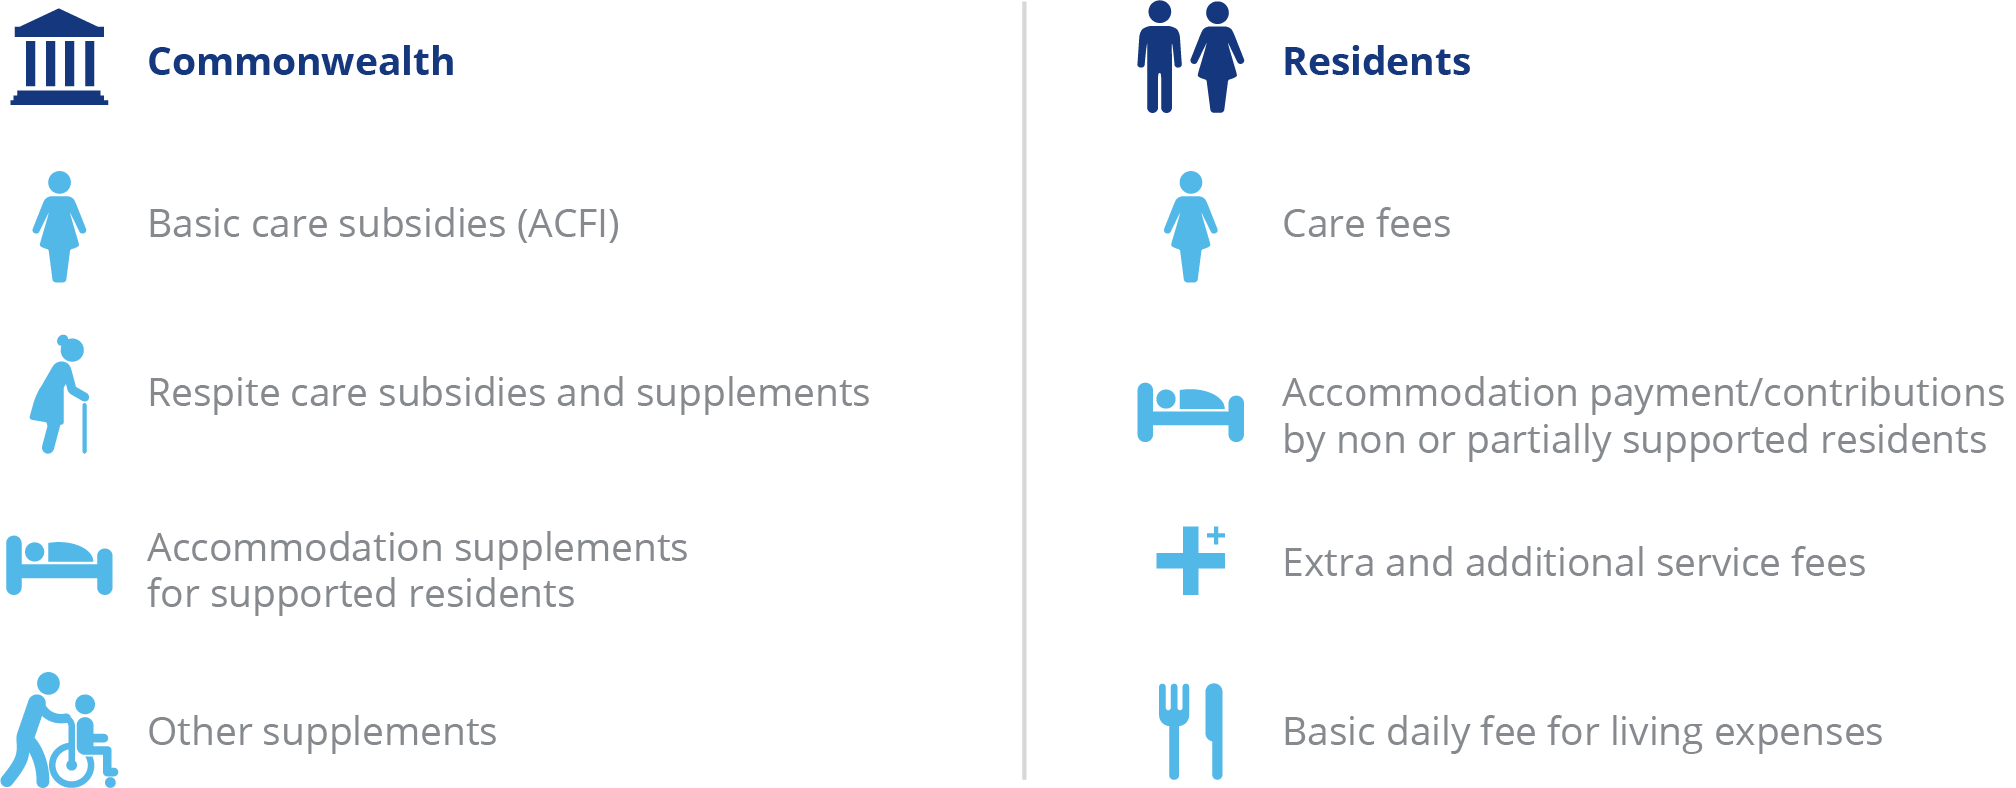 Commonwealth
Basic care subsidies (ACFI)
Respite care subsidies and supplements
Accommodation supplements
for supported residents
Other supplements
Residents
Care fees
Accommodation payment/contributions
by non or partially supported residents
Extra and additional service fees
Basic daily fee for living expenses